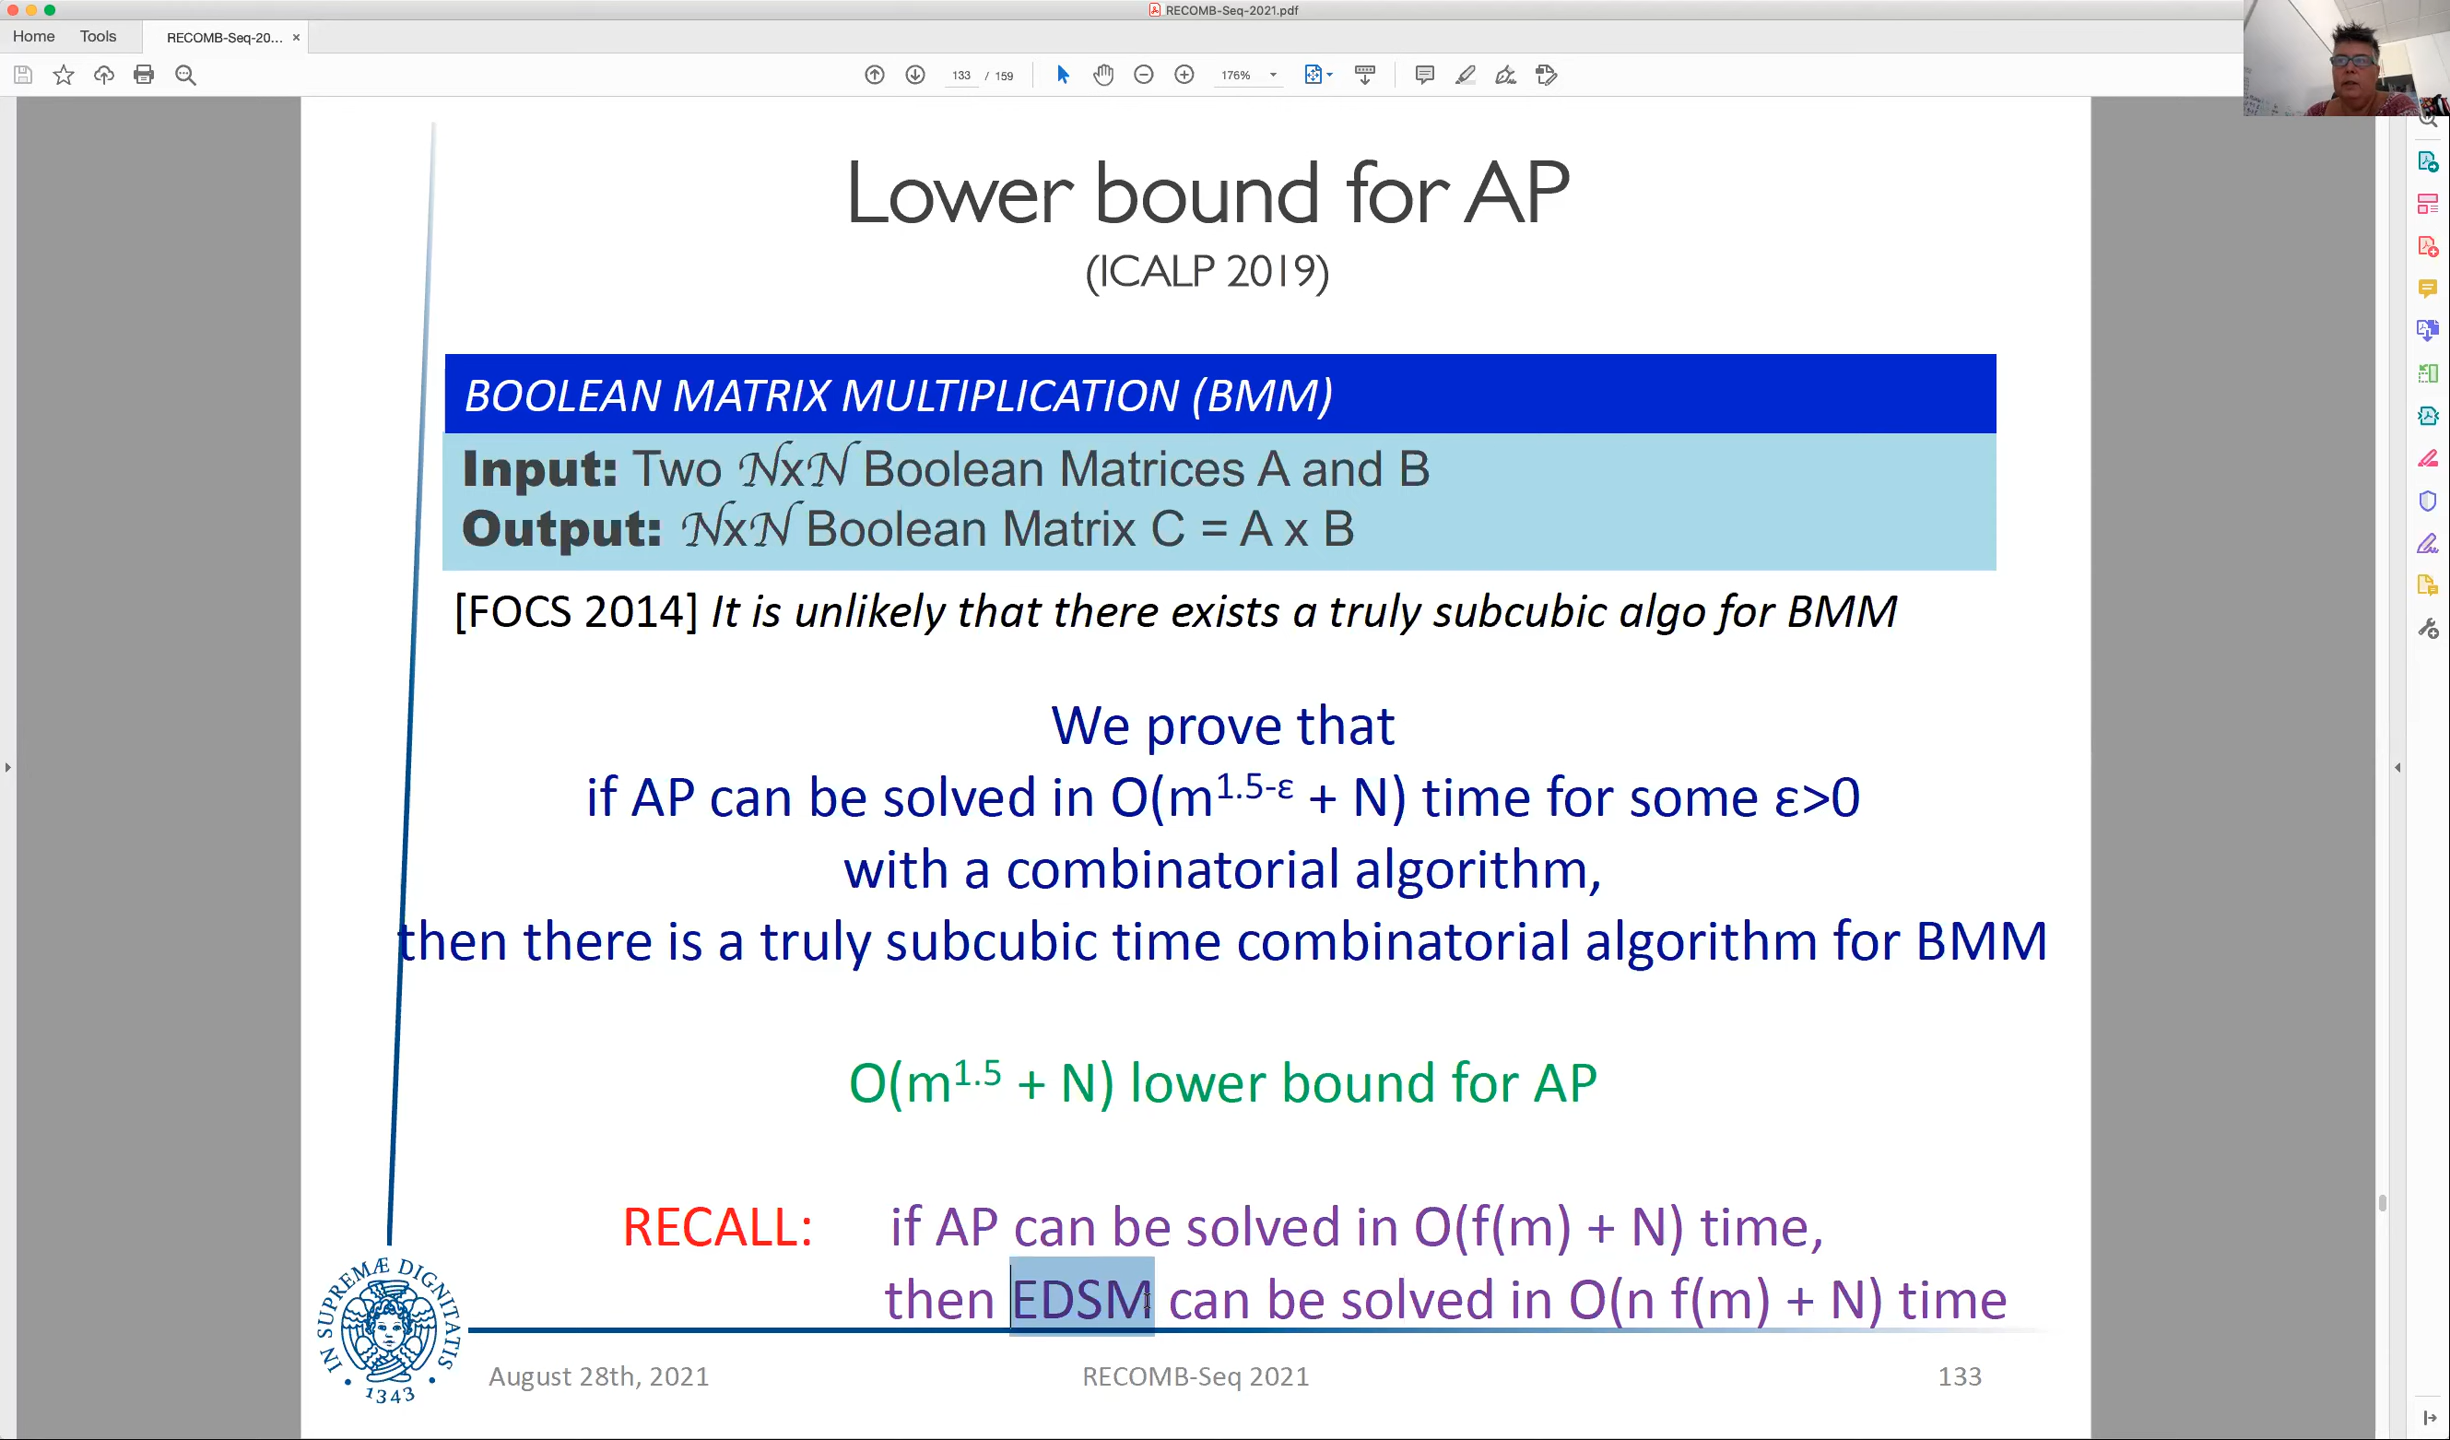 RECOMB-Seq-2021.pdf
Home Tools RECOMB-Seq-20... ×
133 / 159 176%
Lower bound for AP
(ICALP 2019)
BOOLEAN MATRIX MULTIPLICATION (BMM)
Input: Two NxN Boolean Matrices A and B
Output: NxN Boolean Matrix C = A x B
[FOCS 2014] It is unlikely that there exists a truly subcubic algo for BMM
We prove that
if AP can be solved in O(m^1.5-ε + N) time for some ε>0
with a combinatorial algorithm,
then there is a truly subcubic time combinatorial algorithm for BMM
O(m^1.5 + N) lower bound for AP
RECALL: if AP can be solved in O(f(m) + N) time,
then EDSM can be solved in O(n f(m) + N) time
IN SUPREMÆ DIGNITATIS
• 1343 •
August 28th, 2021 RECOMB-Seq 2021 133